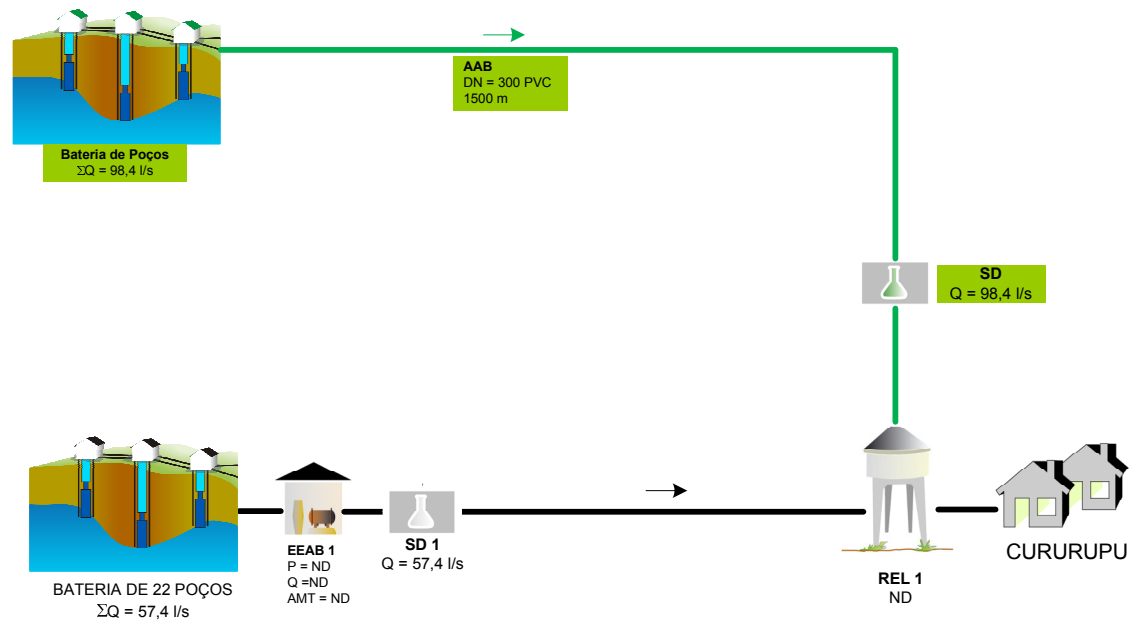 AAB
DN = 300 PVC
1500 m
Bateria de Poços
ΣQ = 98,4 l/s
SD
Q = 98,4 l/s
BATERIA DE 22 POÇOS
ΣQ = 57,4 l/s
EEAB 1
P = ND
Q =ND
AMT = ND
SD 1
Q = 57,4 l/s
REL 1
ND
CURURUPU